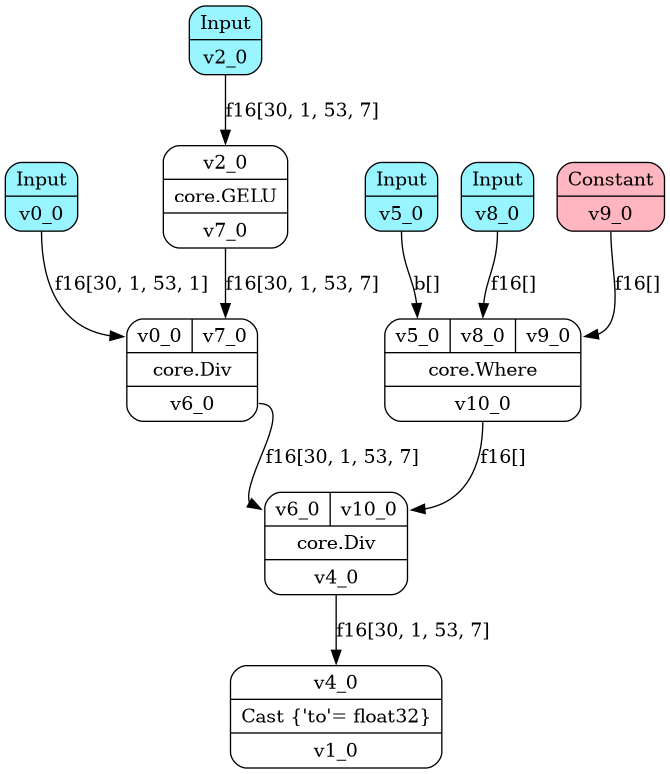 Input
v2_0
f16[30, 1, 53, 7]
v2_0
core.GELU
v7_0
Input
v0_0
Input
v5_0
Input
v8_0
Constant
v9_0
f16[30, 1, 53, 1]
f16[30, 1, 53, 7]
b[]
f16[]
f16[]
v0_0 v7_0
core.Div
v6_0
v5_0 v8_0 v9_0
core.Where
v10_0
f16[30, 1, 53, 7]
f16[]
v6_0 v10_0
core.Div
v4_0
f16[30, 1, 53, 7]
v4_0
Cast {'to'= float32}
v1_0